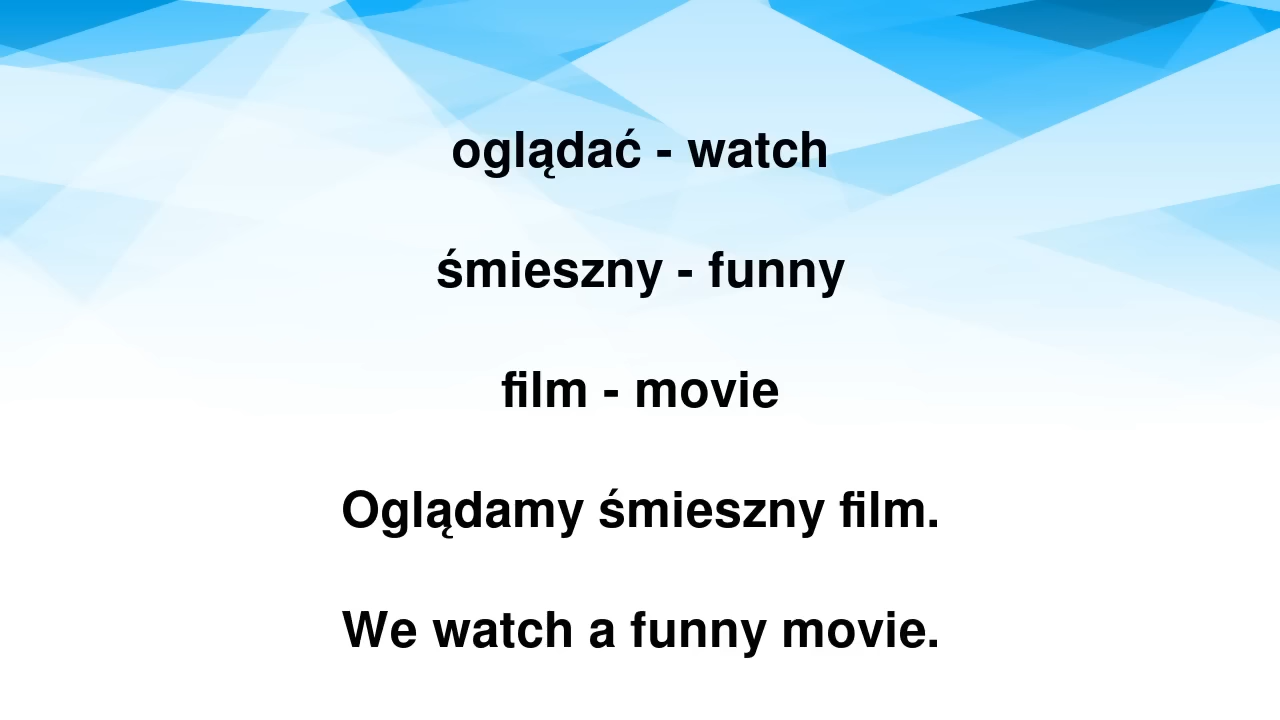 oglądać - watch
śmieszny - funny
film - movie
Oglądamy śmieszny film.
We watch a funny movie.